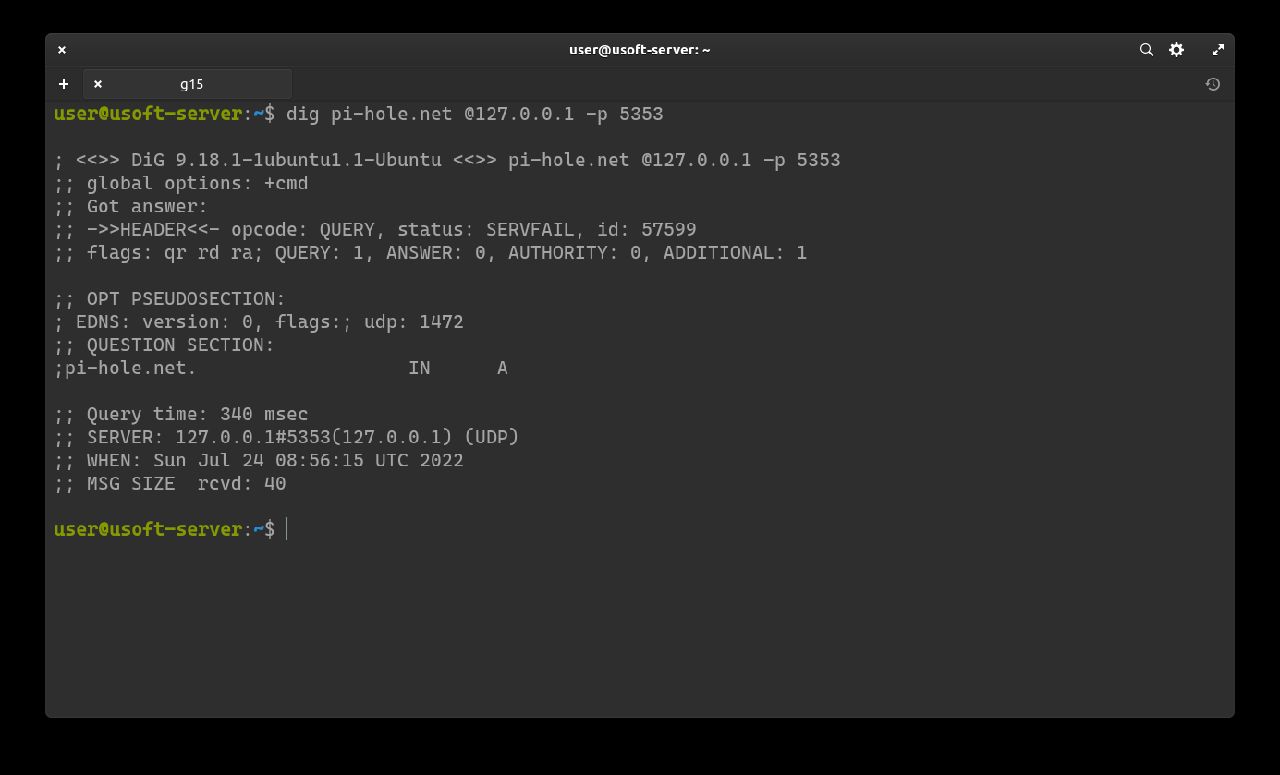 user@usoft-server: ~
g15
user@usoft-server:~$ dig pi-hole.net @127.0.0.1 -p 5353
; <<>> DiG 9.18.1-1ubuntu1.1-Ubuntu <<>> pi-hole.net @127.0.0.1 -p 5353
;; global options: +cmd
;; Got answer:
;; ->>HEADER<<- opcode: QUERY, status: SERVFAIL, id: 57599
;; flags: qr rd ra; QUERY: 1, ANSWER: 0, AUTHORITY: 0, ADDITIONAL: 1
;; OPT PSEUDOSECTION:
; EDNS: version: 0, flags:; udp: 1472
;; QUESTION SECTION:
;pi-hole.net. IN A
;; Query time: 340 msec
;; SERVER: 127.0.0.1#5353(127.0.0.1) (UDP)
;; WHEN: Sun Jul 24 08:56:15 UTC 2022
;; MSG SIZE  rcvd: 40
user@usoft-server:~$